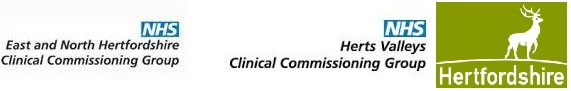 NHS
East and North Hertfordshire
Clinical Commissioning Group
NHS
Herts Valleys
Clinical Commissioning Group
Hertfordshire